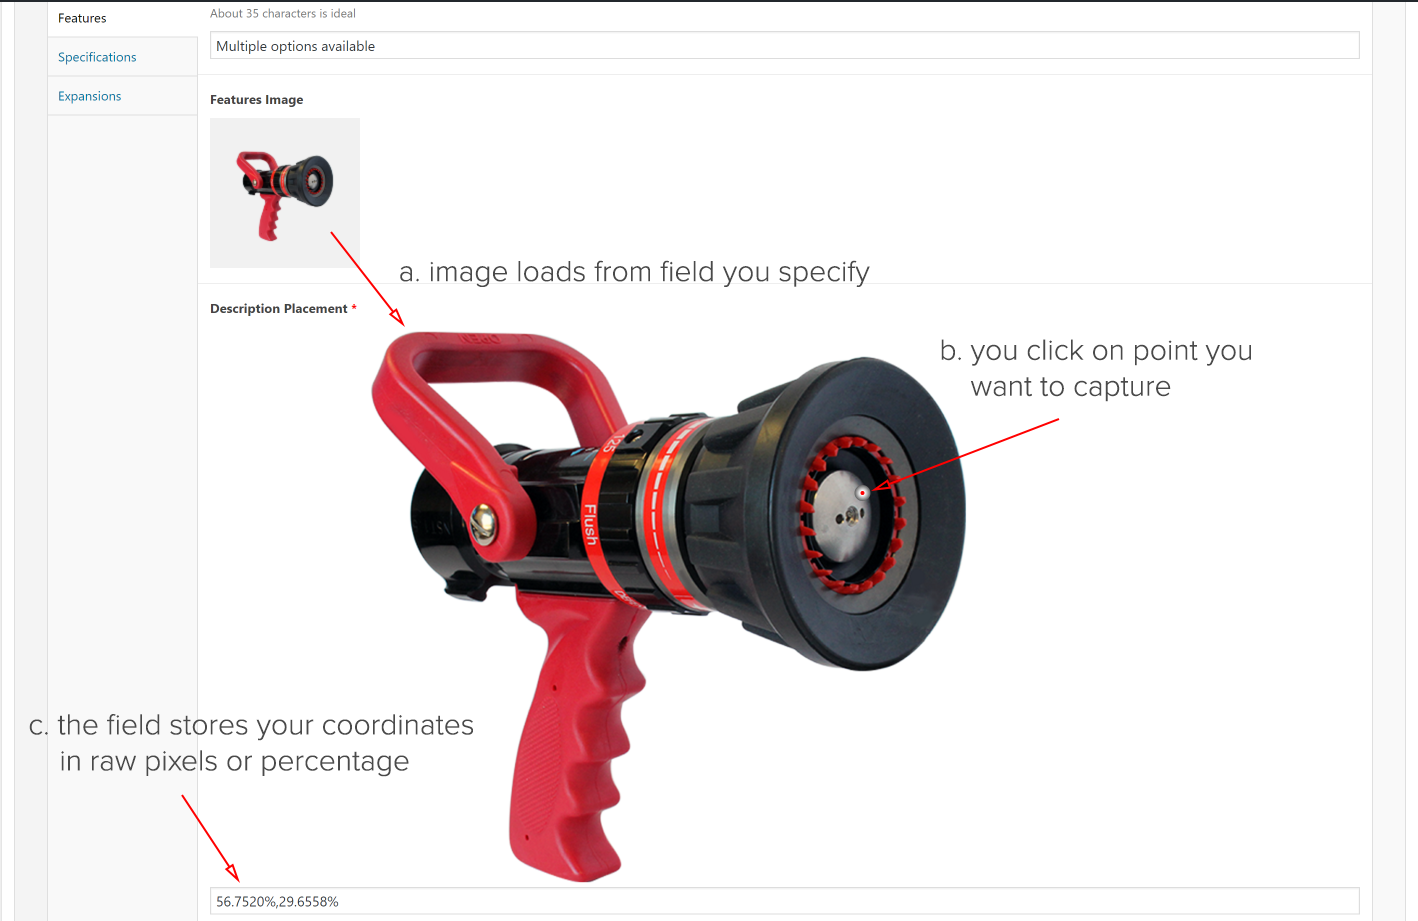 Features
About 35 characters is ideal
Multiple options available
Specifications
Expansions
Features Image
a. image loads from field you specify
Description Placement *
OPEN
b. you click on point you
want to capture
125
Flush
c. the field stores your coordinates
in raw pixels or percentage
56.7520%,29.6558%